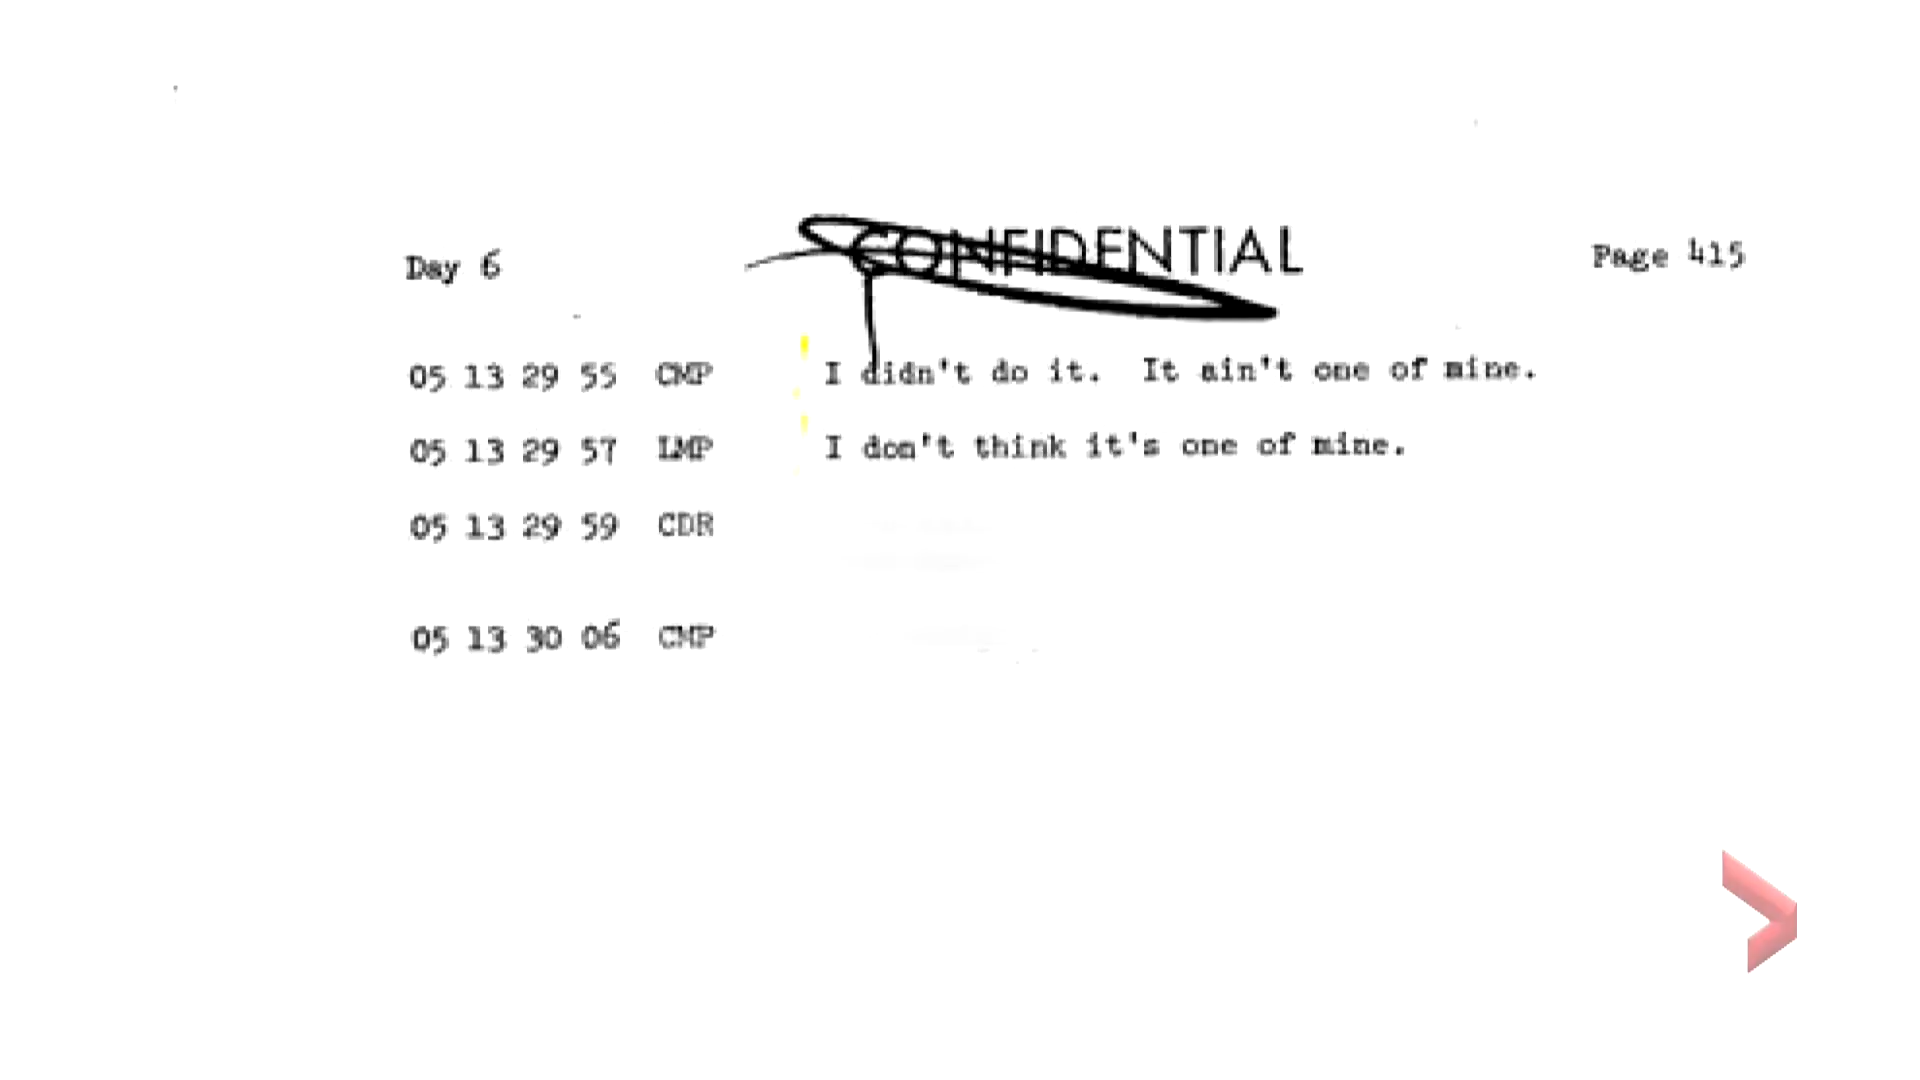 Day 6 CONFIDENTIAL Page 415
05 13 29 55 CMP I didn't do it. It ain't one of mine.
05 13 29 57 LMP I don't think it's one of mine.
05 13 29 59 CDR
05 13 30 06 CMP